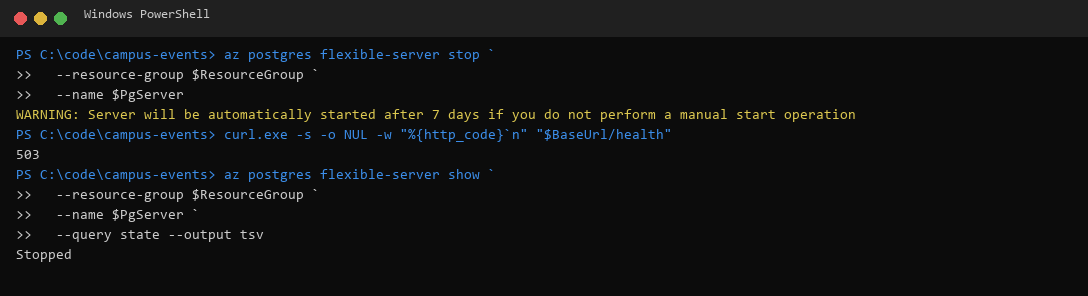 Windows PowerShell
PS C:\code\campus-events> az postgres flexible-server stop `
>>   --resource-group $ResourceGroup `
>>   --name $PgServer
WARNING: Server will be automatically started after 7 days if you do not perform a manual start operation
PS C:\code\campus-events> curl.exe -s -o NUL -w "%{http_code}`n" "$BaseUrl/health"
503
PS C:\code\campus-events> az postgres flexible-server show `
>>   --resource-group $ResourceGroup `
>>   --name $PgServer `
>>   --query state --output tsv
Stopped